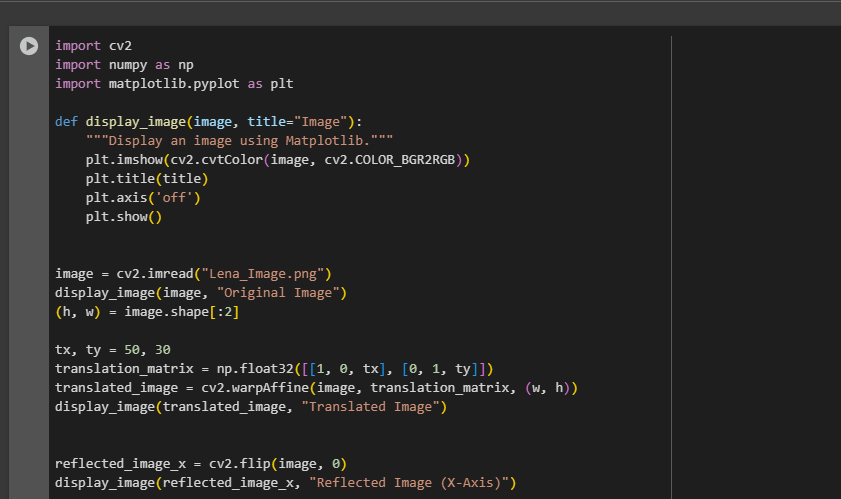 import cv2
import numpy as np
import matplotlib.pyplot as plt
def display_image(image, title="Image"):
    """Display an image using Matplotlib."""
    plt.imshow(cv2.cvtColor(image, cv2.COLOR_BGR2RGB))
    plt.title(title)
    plt.axis('off')
    plt.show()
image = cv2.imread("Lena_Image.png")
display_image(image, "Original Image")
(h, w) = image.shape[:2]
tx, ty = 50, 30
translation_matrix = np.float32([[1, 0, tx], [0, 1, ty]])
translated_image = cv2.warpAffine(image, translation_matrix, (w, h))
display_image(translated_image, "Translated Image")
reflected_image_x = cv2.flip(image, 0)
display_image(reflected_image_x, "Reflected Image (X-Axis)")